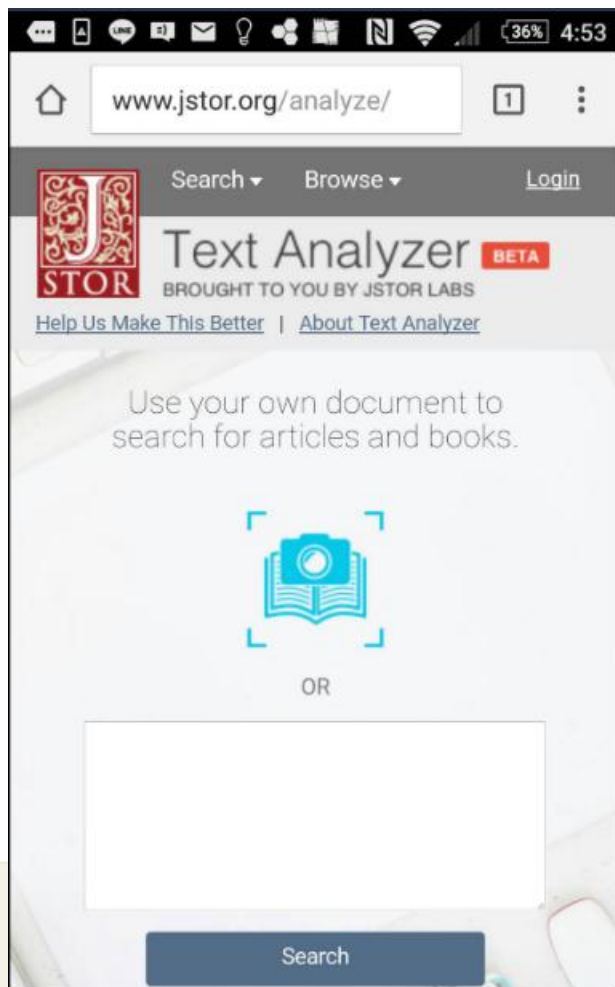 LINE 36% 4:53
www.jstor.org/analyze/ 1
Search Browse Login
J
STOR
Text Analyzer BETA
BROUGHT TO YOU BY JSTOR LABS
Help Us Make This Better | About Text Analyzer
Use your own document to
search for articles and books.
OR
Search